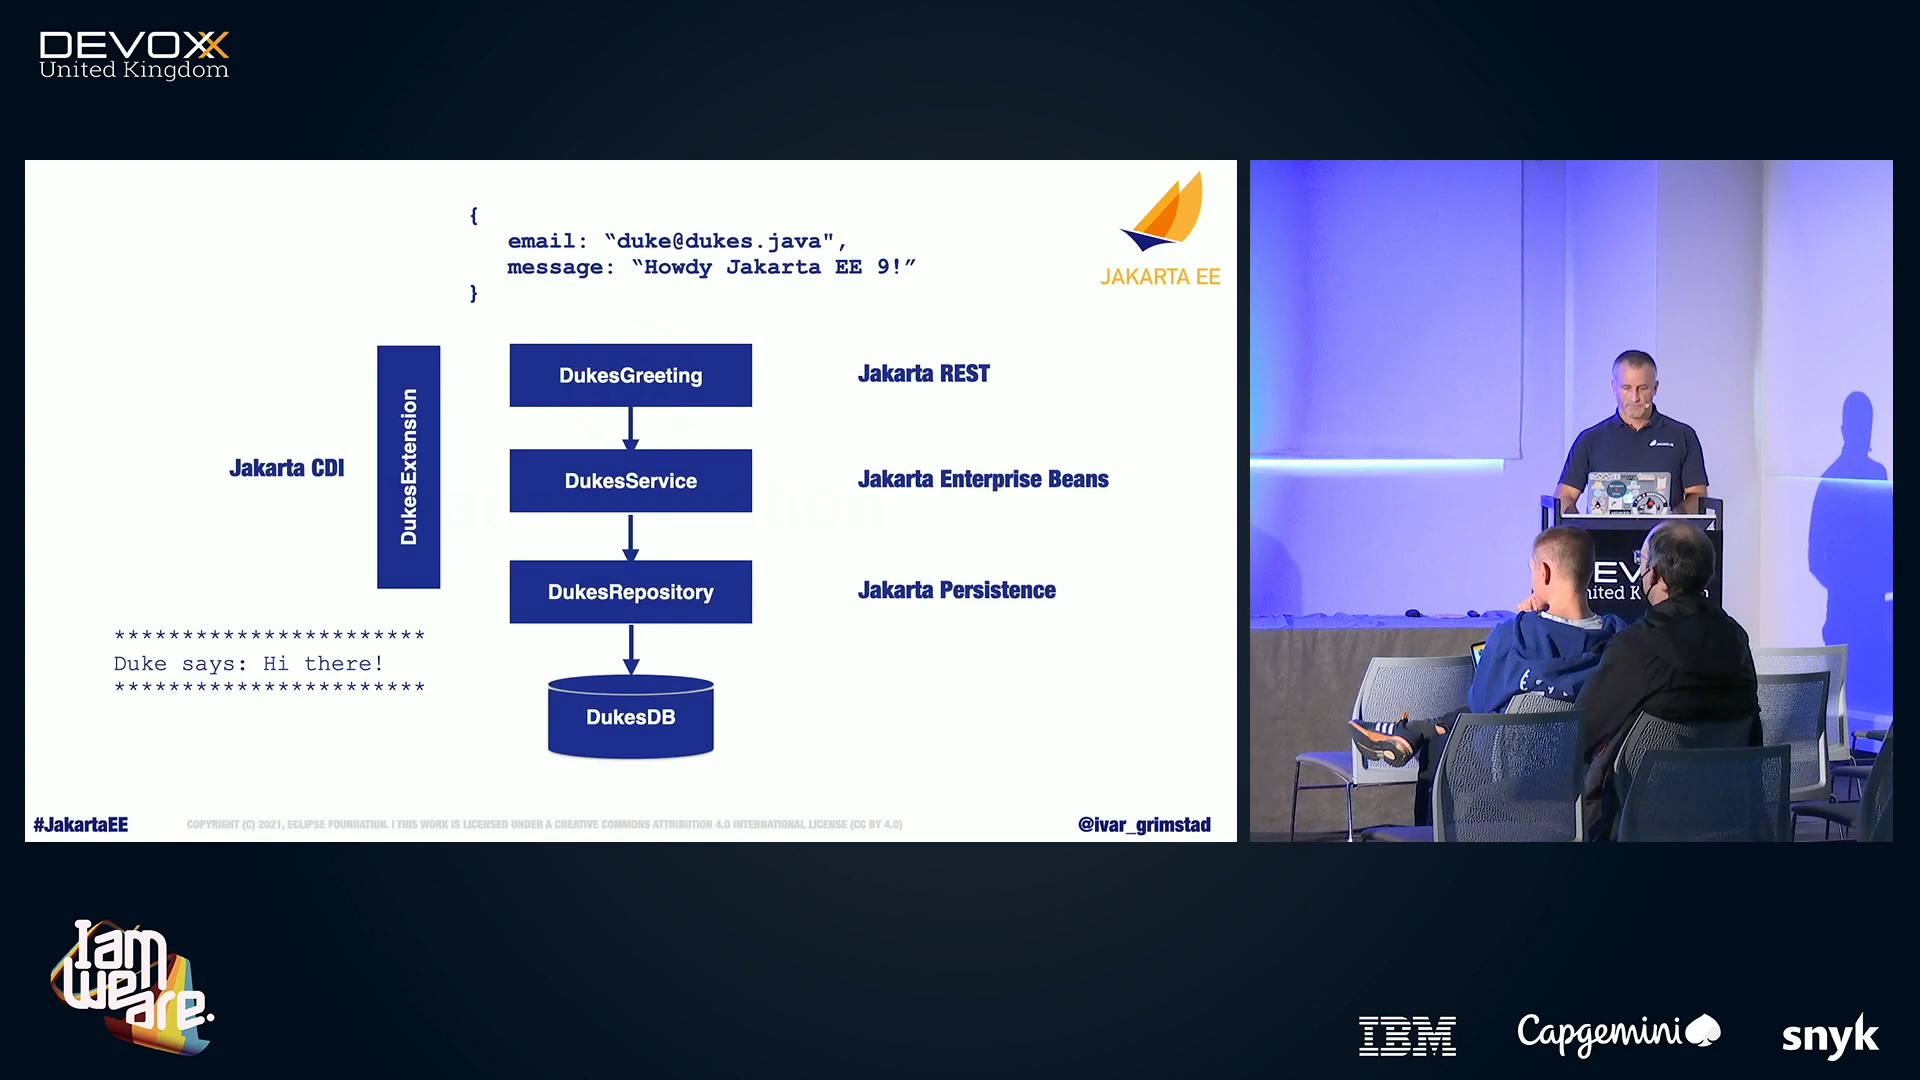 DEVOXX
United Kingdom
{
email: “duke@dukes.java",
message: “Howdy Jakarta EE 9!”
}
JAKARTA EE
DukesGreeting
Jakarta REST
Jakarta CDI
DukesExtension
DukesService
Jakarta Enterprise Beans
DukesRepository
Jakarta Persistence
***********************
Duke says: Hi there!
***********************
DukesDB
#JakartaEE
COPYRIGHT (C) 2021, ECLIPSE FOUNDATION. | THIS WORK IS LICENSED UNDER A CREATIVE COMMONS ATTRIBUTION 4.0 INTERNATIONAL LICENSE (CC BY 4.0)
@ivar_grimstad
I am
we
are.
IBM
Capgemini
snyk